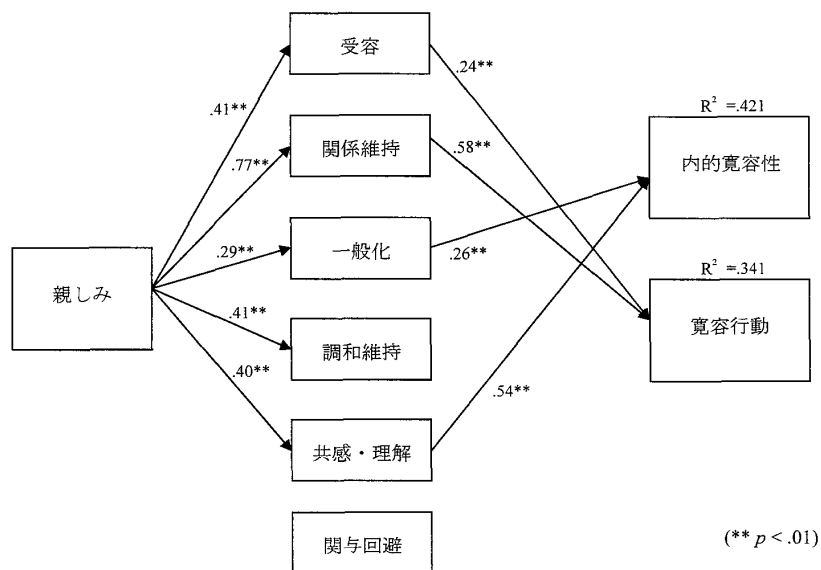 受容
.24**
.41**
R² =.421
関係維持
内的寛容性
.77**
.58**
一般化
.29**
.26**
親しみ
R² =.341
.41**
調和維持
寛容行動
.40**
.54**
共感・理解
関与回避
(** p < .01)